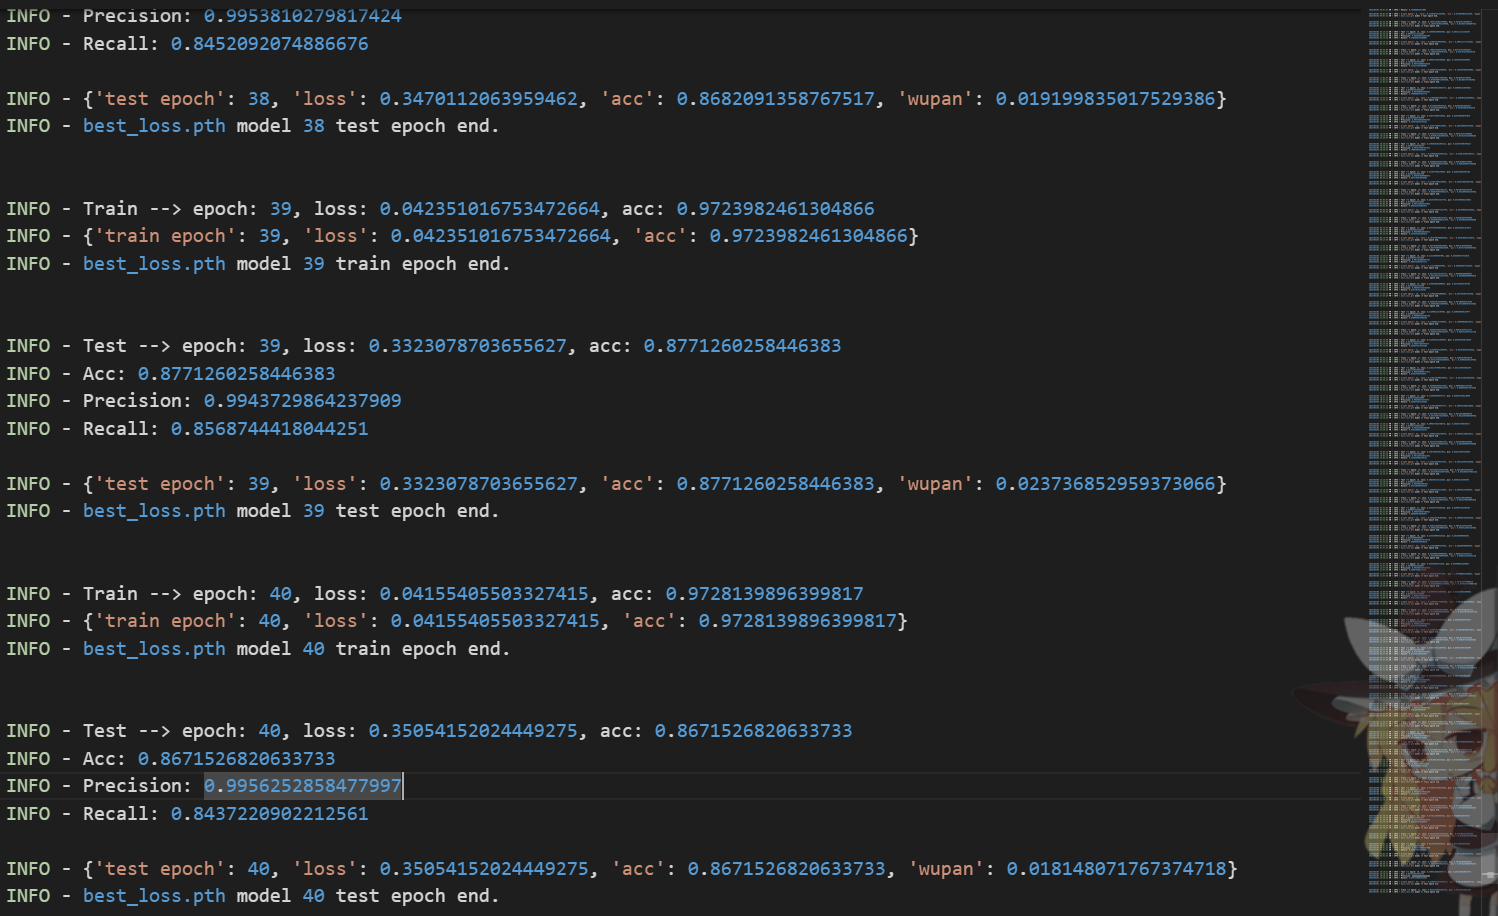 INFO - Precision: 0.9953810279817424
INFO - Recall: 0.8452092074886676
INFO - {'test epoch': 38, 'loss': 0.3470112063959462, 'acc': 0.8682091358767517, 'wupan': 0.019199835017529386}
INFO - best_loss.pth model 38 test epoch end.
INFO - Train --> epoch: 39, loss: 0.042351016753472664, acc: 0.9723982461304866
INFO - {'train epoch': 39, 'loss': 0.042351016753472664, 'acc': 0.9723982461304866}
INFO - best_loss.pth model 39 train epoch end.
INFO - Test --> epoch: 39, loss: 0.3323078703655627, acc: 0.8771260258446383
INFO - Acc: 0.8771260258446383
INFO - Precision: 0.9943729864237909
INFO - Recall: 0.8568744418044251
INFO - {'test epoch': 39, 'loss': 0.3323078703655627, 'acc': 0.8771260258446383, 'wupan': 0.023736852959373066}
INFO - best_loss.pth model 39 test epoch end.
INFO - Train --> epoch: 40, loss: 0.04155405503327415, acc: 0.9728139896399817
INFO - {'train epoch': 40, 'loss': 0.04155405503327415, 'acc': 0.9728139896399817}
INFO - best_loss.pth model 40 train epoch end.
INFO - Test --> epoch: 40, loss: 0.35054152024449275, acc: 0.8671526820633733
INFO - Acc: 0.8671526820633733
INFO - Precision: 0.9956252858477997
INFO - Recall: 0.8437220902212561
INFO - {'test epoch': 40, 'loss': 0.35054152024449275, 'acc': 0.8671526820633733, 'wupan': 0.018148071767374718}
INFO - best_loss.pth model 40 test epoch end.